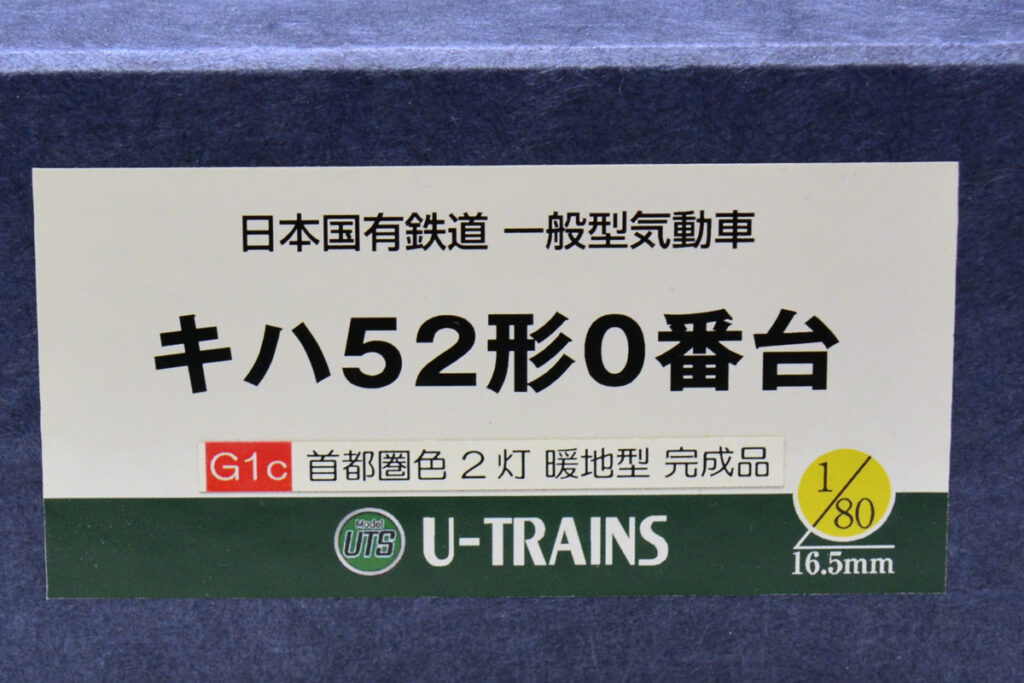 日本国有鉄道 一般型気動車
キハ52形0番台
G1c 首都圏色 2灯 暖地型 完成品
Model
UTS
U-TRAINS
1/80
16.5mm